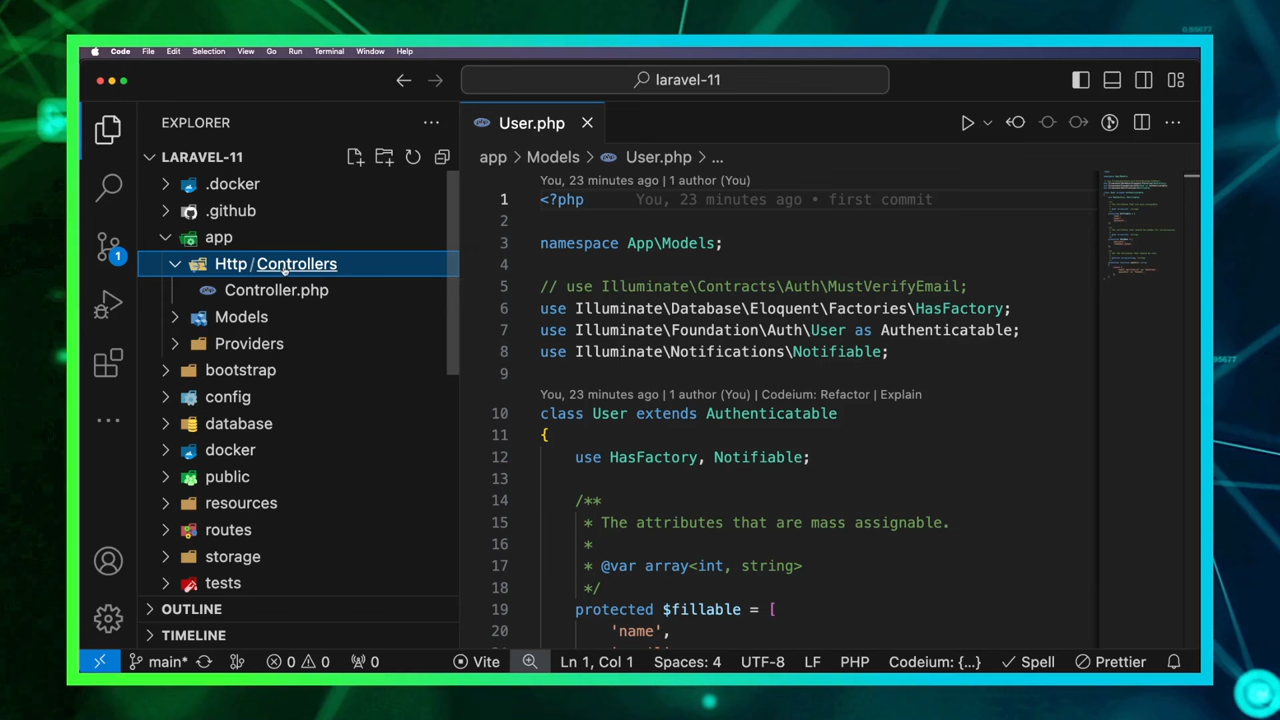 0.89651
Code File Edit Selection View Go Run Terminal Window Help
laravel-11
EXPLORER
User.php
LARAVEL-11
app > Models > User.php > ...
.docker
.github
app
Http / Controllers
Controller.php
Models
Providers
bootstrap
config
database
docker
public
resources
routes
storage
tests
OUTLINE
TIMELINE
1
You, 23 minutes ago | 1 author (You)
1 <?php You, 23 minutes ago • first commit
2
3 namespace App\Models;
4
5 // use Illuminate\Contracts\Auth\MustVerifyEmail;
6 use Illuminate\Database\Eloquent\Factories\HasFactory;
7 use Illuminate\Foundation\Auth\User as Authenticatable;
8 use Illuminate\Notifications\Notifiable;
9
You, 23 minutes ago | 1 author (You) | Codeium: Refactor | Explain
10 class User extends Authenticatable
11 {
12 use HasFactory, Notifiable;
13
14 /**
15 * The attributes that are mass assignable.
16 *
17 * @var array<int, string>
18 */
19 protected $fillable = [
20 'name',
main* 0 0 0 Vite Ln 1, Col 1 Spaces: 4 UTF-8 LF PHP Codeium: {...} Spell Prettier